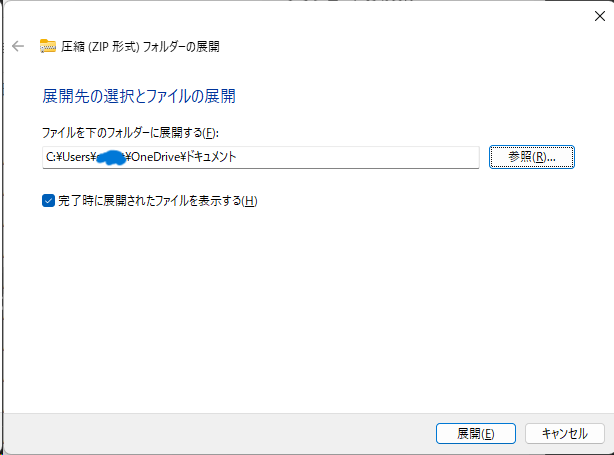 圧縮 (ZIP 形式) フォルダーの展開
展開先の選択とファイルの展開
ファイルを下のフォルダーに展開する(F):
C:¥Users¥ ¥OneDrive¥ドキュメント
参照(R)...
完了時に展開されたファイルを表示する(H)
展開(E)
キャンセル